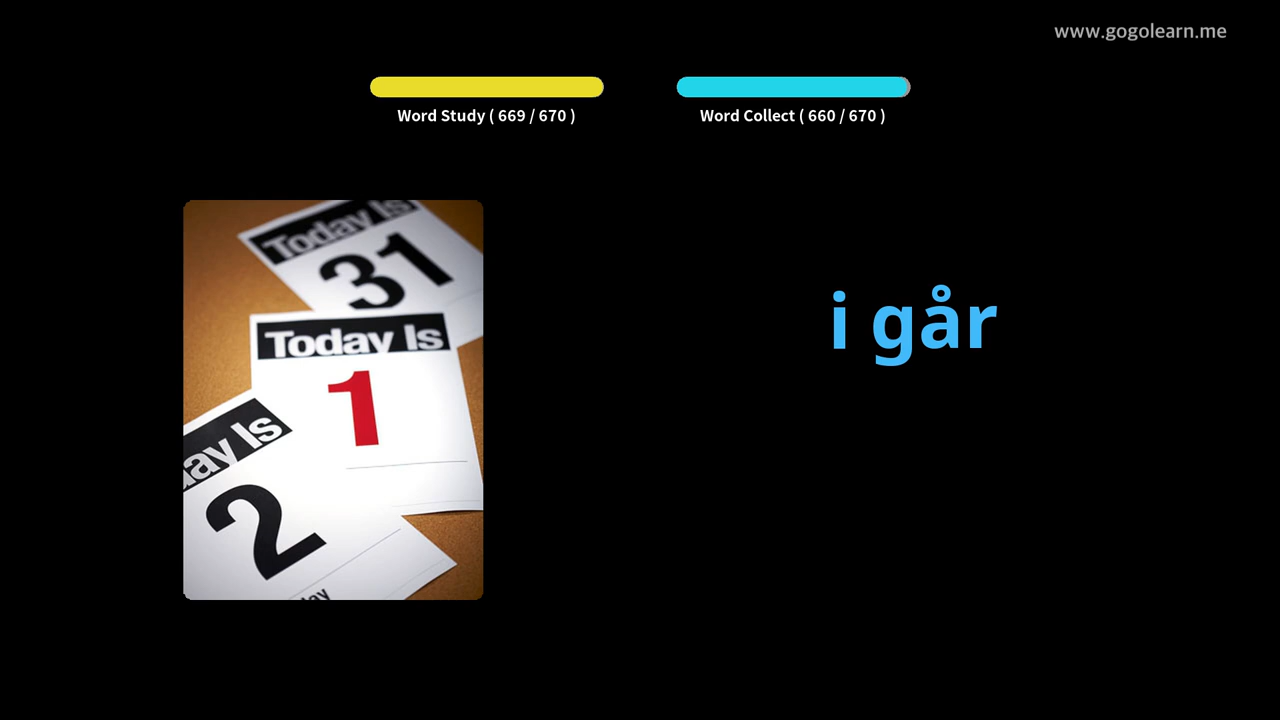 www.gogolearn.me
Word Study ( 669 / 670 )
Word Collect ( 660 / 670 )
Today Is
31
Today Is
1
i går
ay Is
2
ay